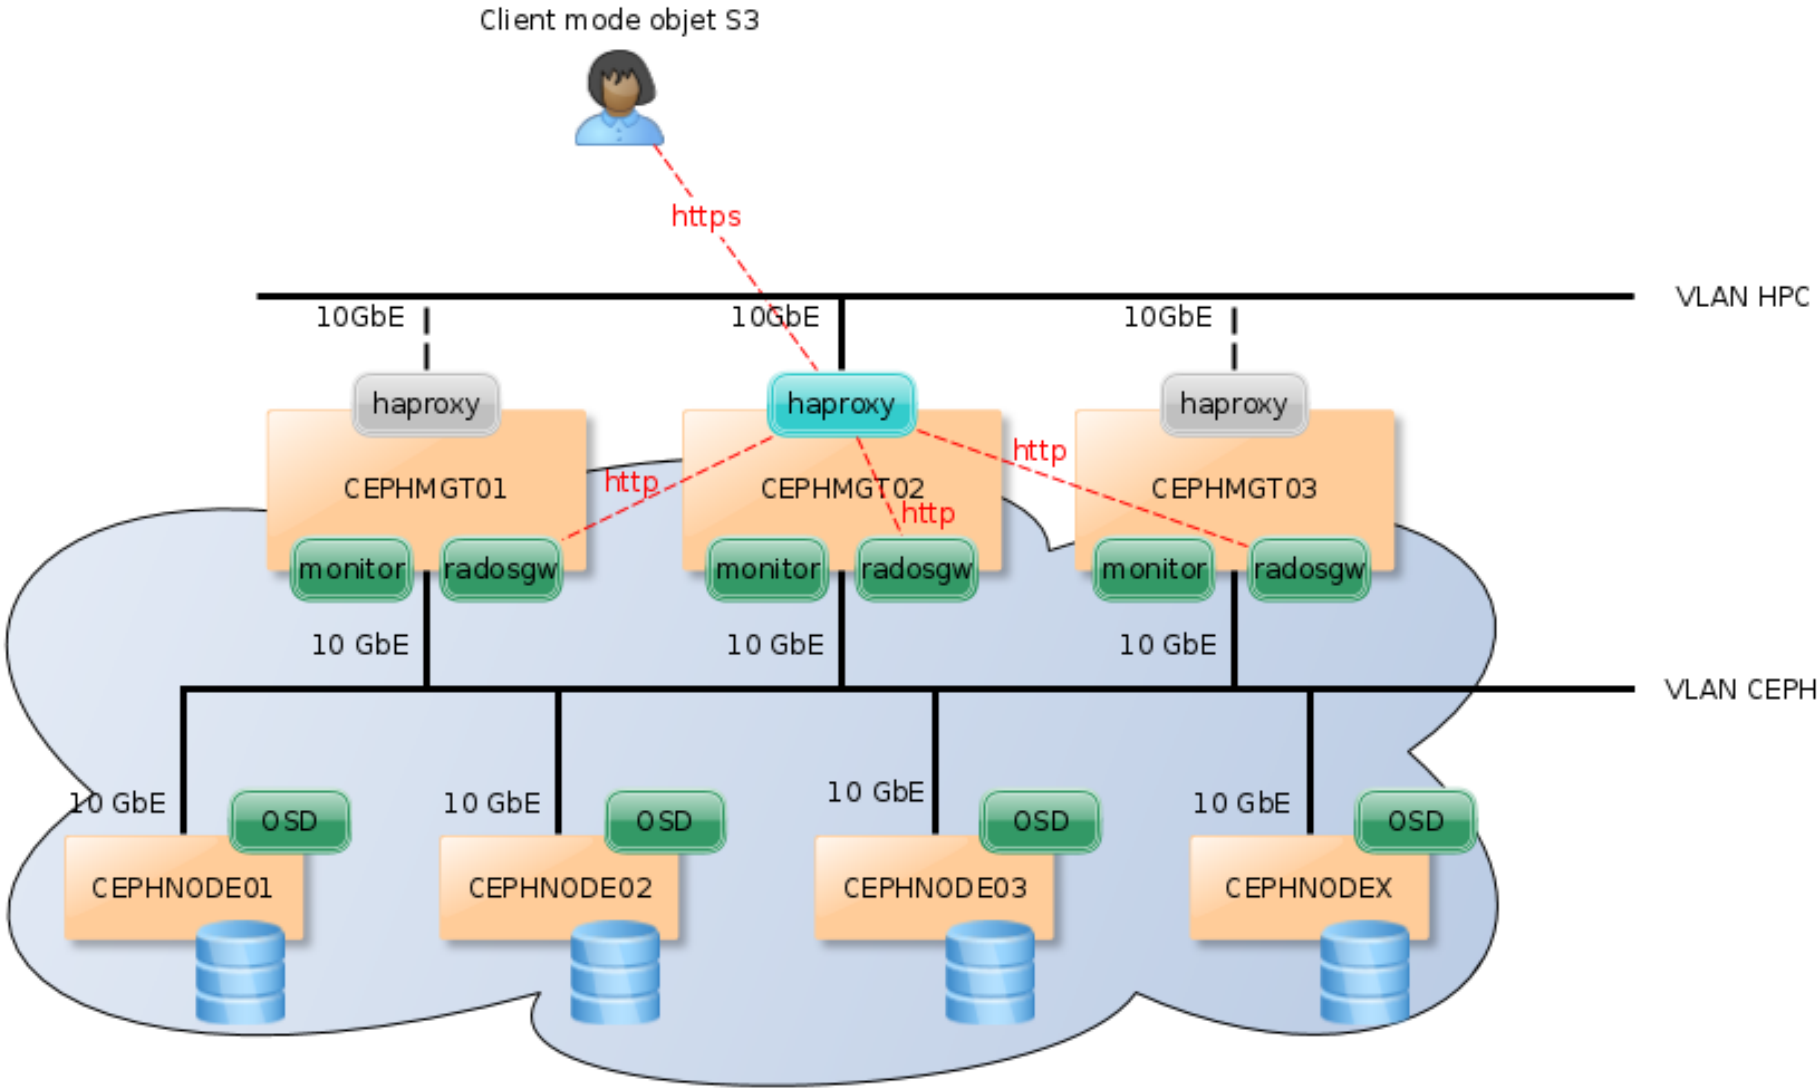 Client mode objet S3
https
VLAN HPC
10GbE
10GbE
10GbE
haproxy
haproxy
haproxy
http
http
http
CEPHMGT01
CEPHMGT02
CEPHMGT03
monitor
radosgw
monitor
radosgw
monitor
radosgw
10 GbE
10 GbE
10 GbE
VLAN CEPH
10 GbE
10 GbE
10 GbE
10 GbE
OSD
OSD
OSD
OSD
CEPHNODE01
CEPHNODE02
CEPHNODE03
CEPHNODEX